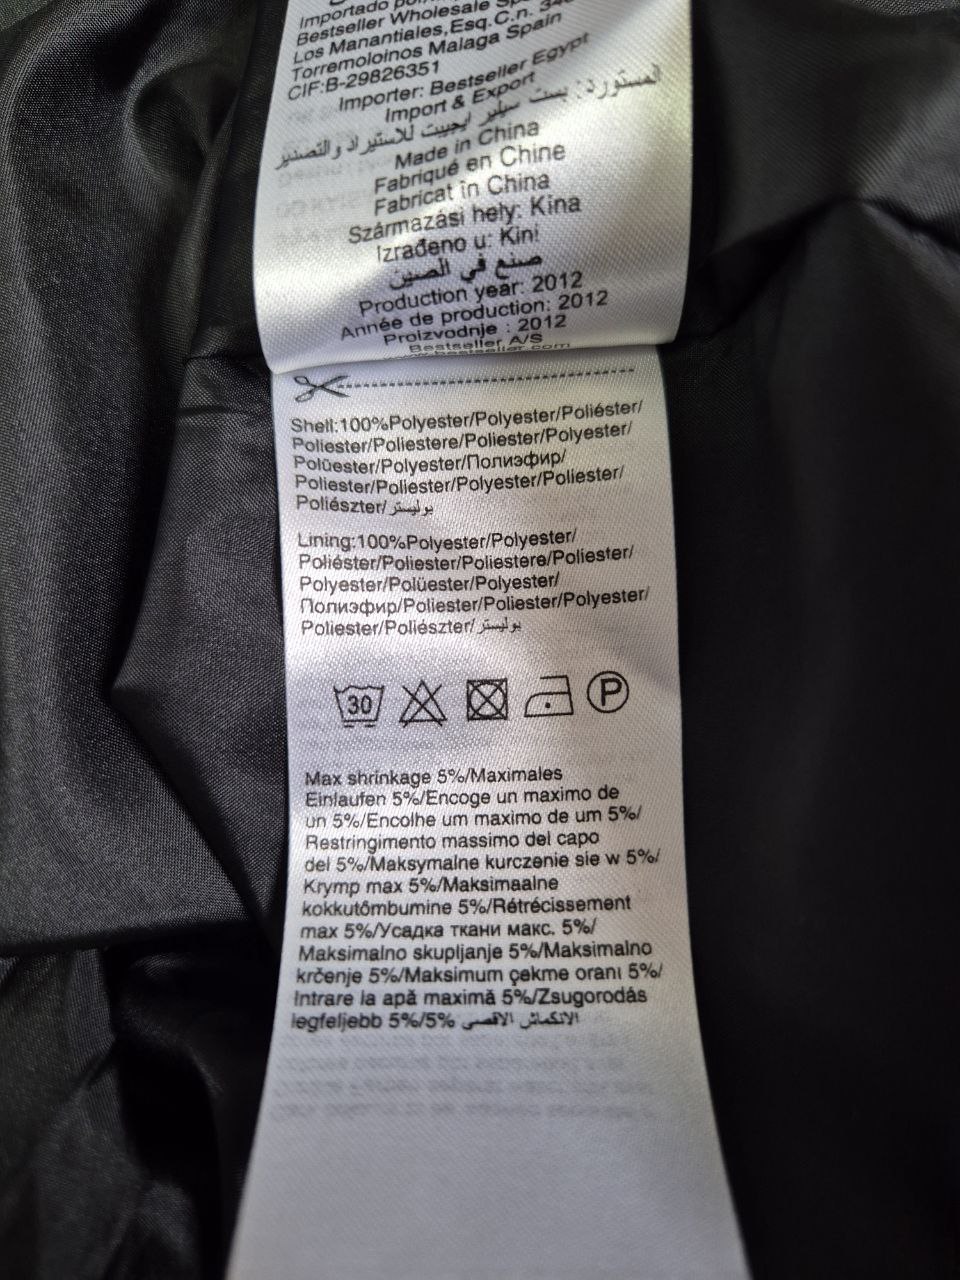 Importado
Bestseller Wholesale
Los Manantiales,Esq.C.n.
Torremoloinos Malaga Spain
CIF:B-29826351
Importer: Bestseller Egypt
Import & Export
المستورد: بست سيلير ايجيبت للاستيراد والتصدير
Made in China
Fabriqué en Chine
Fabricat în China
Származási hely: Kína
Izrađeno u: Kini
صنع في الصين
Production year: 2012
Année de production: 2012
Proizvodnje : 2012
Bestseller A/S
www.bestseller.com
Shell:100%Polyester/Polyester/Poliéster/
Poliester/Poliestere/Poliester/Polyester/
Polüester/Polyester/Полиэфир/
Poliester/Poliester/Polyester/Poliester/
Poliészter/بوليستر
Lining:100%Polyester/Polyester/
Poliéster/Poliester/Poliestere/Poliester/
Polyester/Polüester/Polyester/
Полиэфир/Poliester/Poliester/Polyester/
Poliester/Poliészter/بوليستر
30 P
Max shrinkage 5%/Maximales
Einlaufen 5%/Encoge un maximo de
un 5%/Encolhe um maximo de um 5%/
Restringimento massimo del capo
del 5%/Maksymalne kurczenie sie w 5%/
Krymp max 5%/Maksimaalne
kokkutõmbumine 5%/Rétrécissement
max 5%/Усадка ткани макс. 5%/
Maksimalno skupljanje 5%/Maksimalno
krčenje 5%/Maksimum çekme oranı 5%/
Intrare la apă maximă 5%/Zsugorodás
legfeljebb 5%/5% الانكماش الاقصى